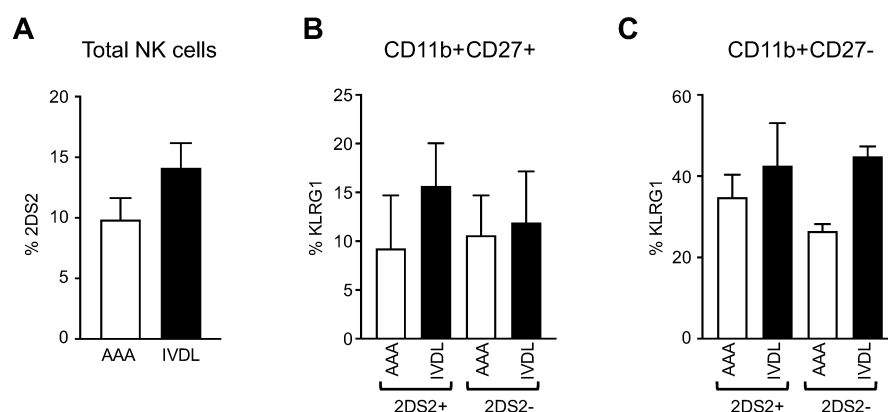 A
Total NK cells
% 2DS2
20
15
10
5
0
AAA IVDL
B
CD11b+CD27+
% KLRG1
25
20
15
10
5
0
AAA IVDL AAA IVDL
2DS2+ 2DS2-
C
CD11b+CD27-
% KLRG1
60
40
20
0
AAA IVDL AAA IVDL
2DS2+ 2DS2-